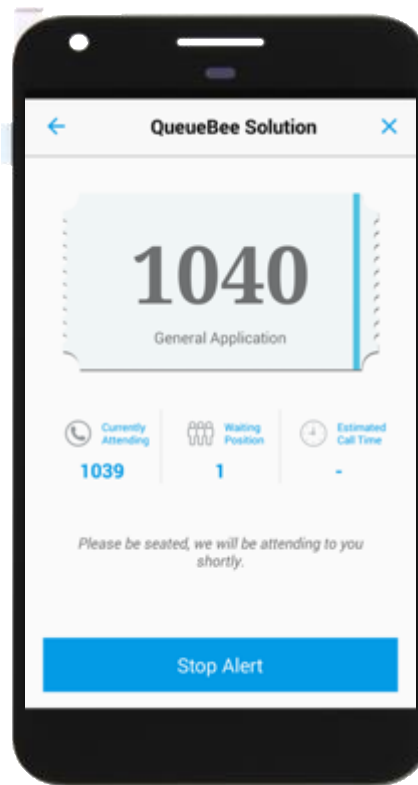 QueueBee Solution
1040
General Application
Currently
Attending
1039
Waiting
Position
1
Estimated
Call Time
-
Please be seated, we will be attending to you
shortly.
Stop Alert